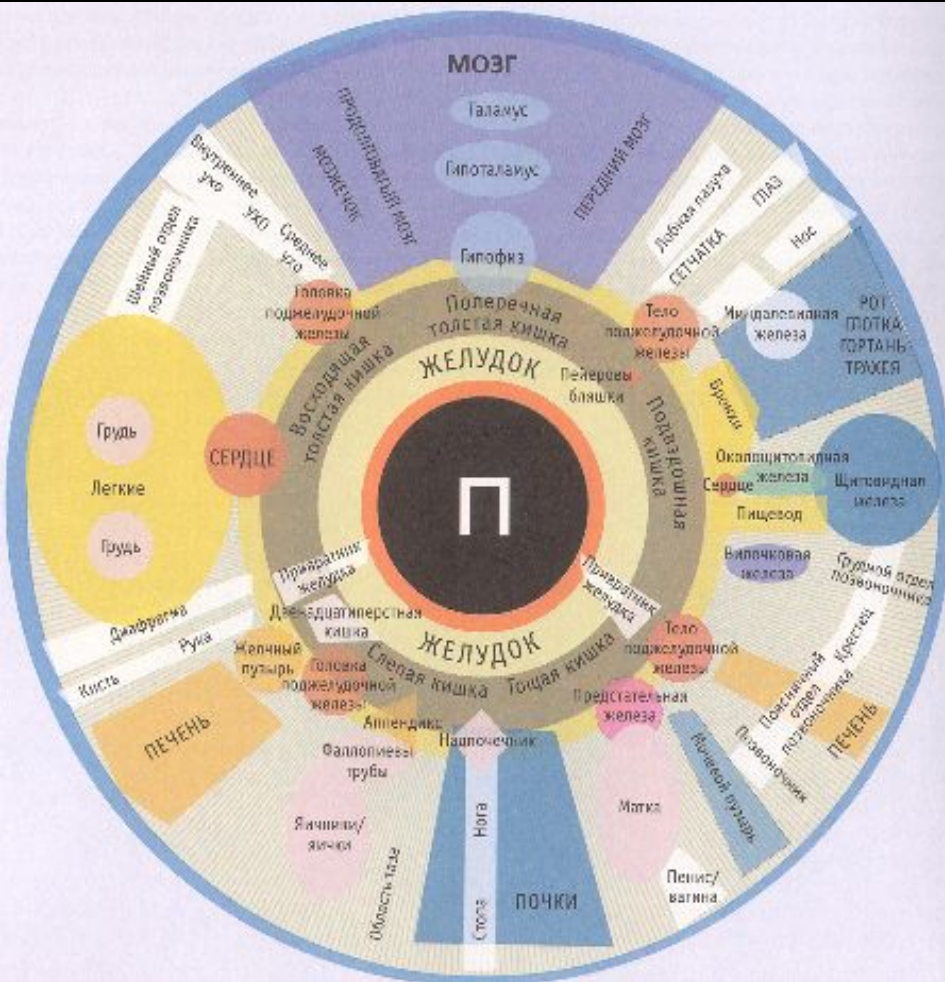 МОЗГ
Таламус
Гипоталамус
Гипофиз
ПРОДОЛГОВАТЫЙ МОЗГ
МОЗЖЕЧОК
ПЕРЕДНИЙ МОЗГ
Лобная пазуха
СЕТЧАТКА
ГЛАЗ
Нос
Миндалевидная
железа
РОТ
ГЛОТКА
ГОРТАНЬ
ТРАХЕЯ
Внутреннее
ухо
УХО
Среднее
ухо
Шейный отдел
позвоночника
Головка
поджелудочной
железы
Поперечная
толстая кишка
Тело
поджелудочной
железы
Восходящая
толстая кишка
ЖЕЛУДОК
Пейеровы
бляшки
Подвздошная
кишка
Бронхи
Грудь
Легкие
Грудь
СЕРДЦЕ
П
Околощитовидная
железа
Сердце
Щитовидная
железа
Пищевод
Вилочковая
железа
Грудной отдел
позвоночника
Крестец
Поясничный
отдел
позвоночника
Позвоночник
ПЕЧЕНЬ
Привратник
желудка
Привратник
желудка
Двенадцатиперстная
кишка
ЖЕЛУДОК
Слепая кишка
Тощая кишка
Тело
поджелудочной
железы
Диафрагма
Рука
Кисть
Желчный
пузырь
Головка
поджелудочной
железы
ПЕЧЕНЬ
Аппендикс
Надпочечник
Предстательная
железа
Фаллопиевы
трубы
Яичники/
яички
Область таза
Нога
Стопа
ПОЧКИ
Матка
Мочевой пузырь
Пенис/
вагина